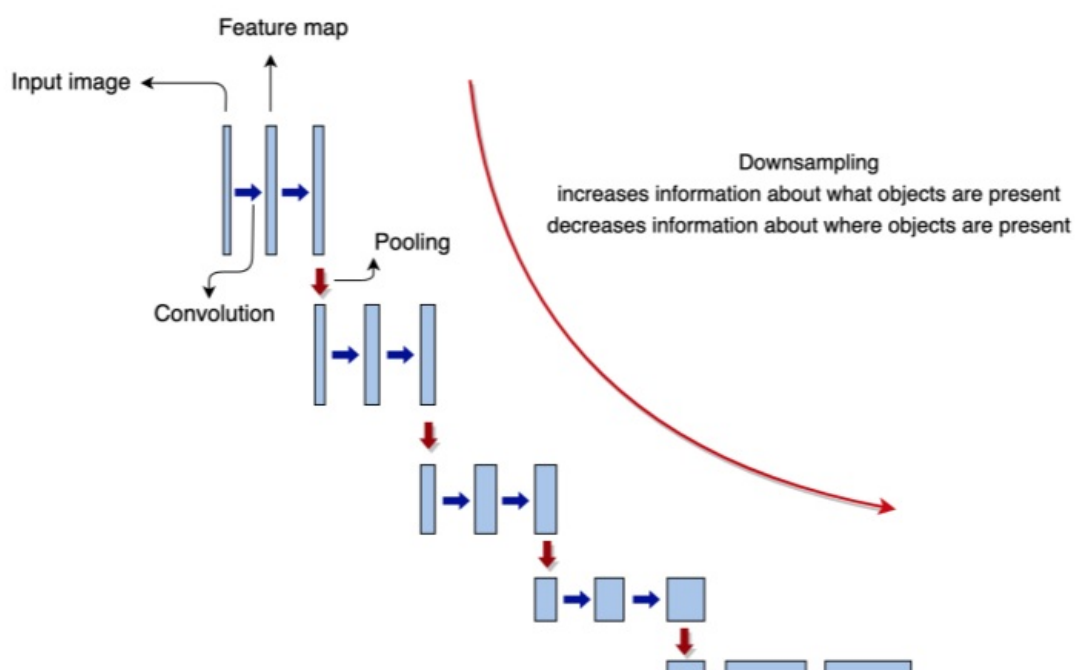 Feature map
Input image
Downsampling
increases information about what objects are present
decreases information about where objects are present
Pooling
Convolution